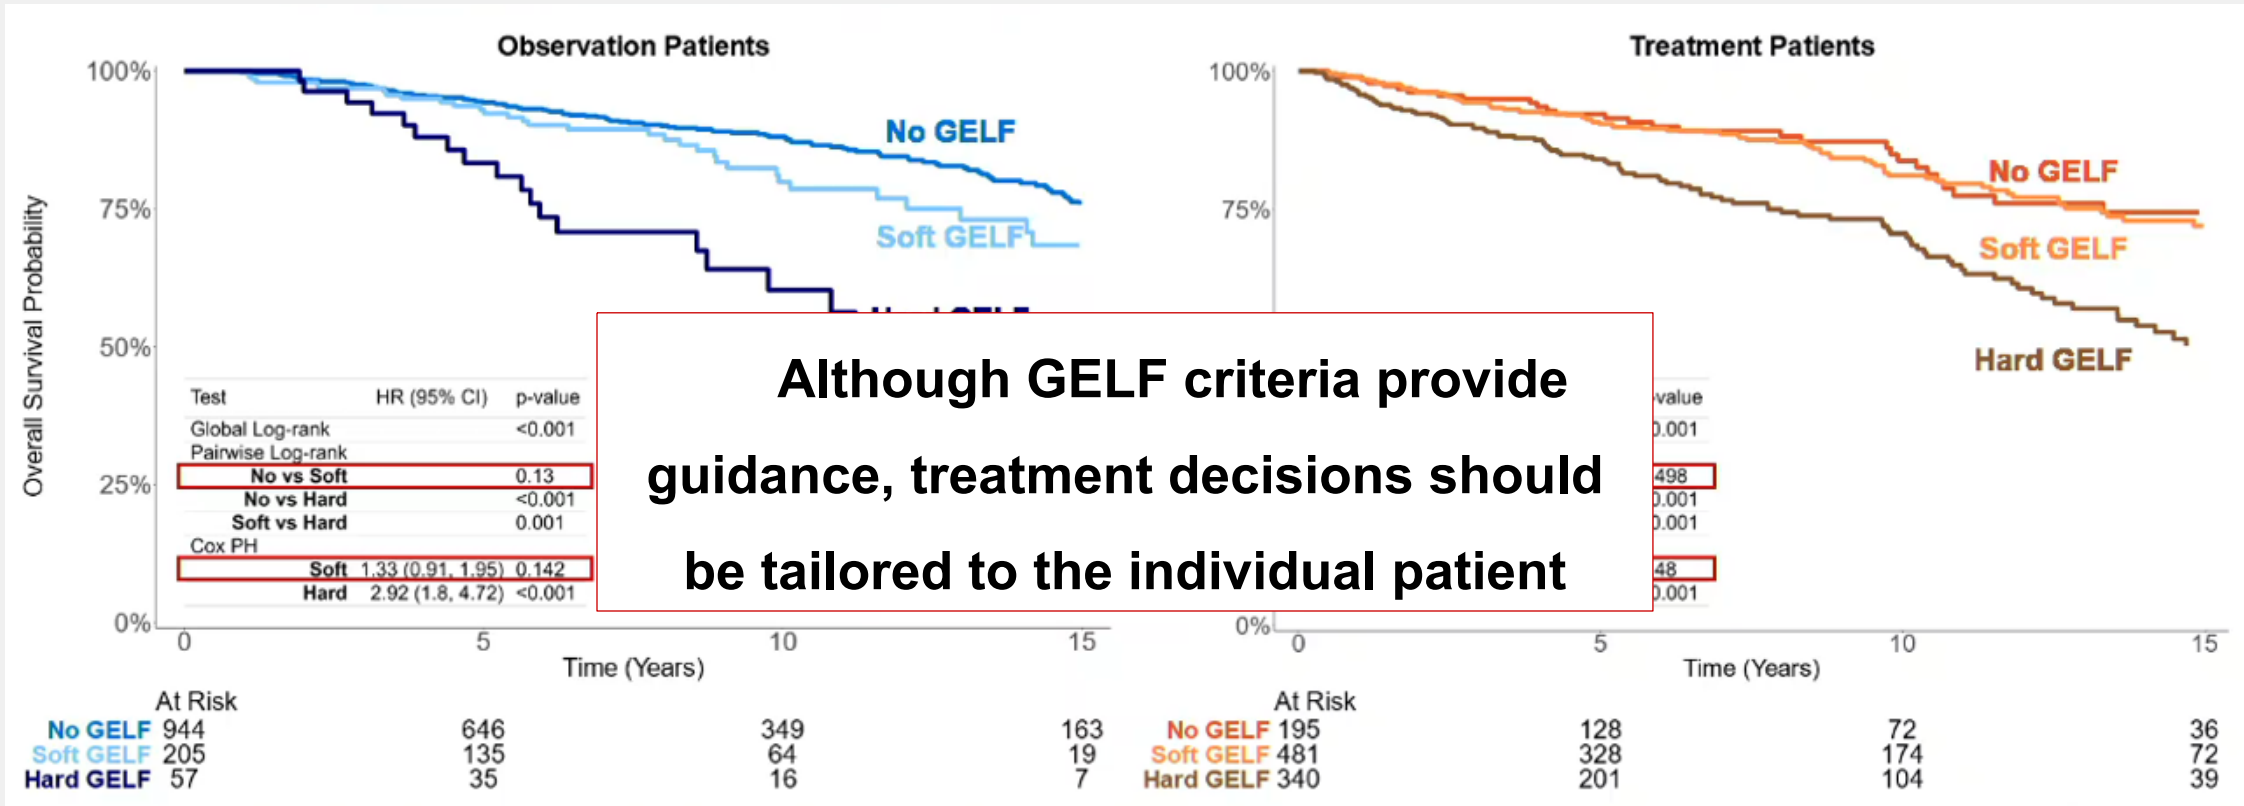 Observation Patients
Overall Survival Probability
100%
75%
50%
25%
0%
No GELF
Soft GELF
Test HR (95% CI) p-value
Global Log-rank <0.001
Pairwise Log-rank
No vs Soft 0.13
No vs Hard <0.001
Soft vs Hard 0.001
Cox PH
Soft 1.33 (0.91, 1.95) 0.142
Hard 2.92 (1.8, 4.72) <0.001
0 5 10 15
Time (Years)
At Risk
No GELF 944 646 349 163
Soft GELF 205 135 64 19
Hard GELF 57 35 16 7
Although GELF criteria provide
guidance, treatment decisions should
be tailored to the individual patient
Treatment Patients
100%
75%
0%
No GELF
Soft GELF
Hard GELF
0 5 10 15
Time (Years)
At Risk
No GELF 195 128 72 36
Soft GELF 481 328 174 72
Hard GELF 340 201 104 39